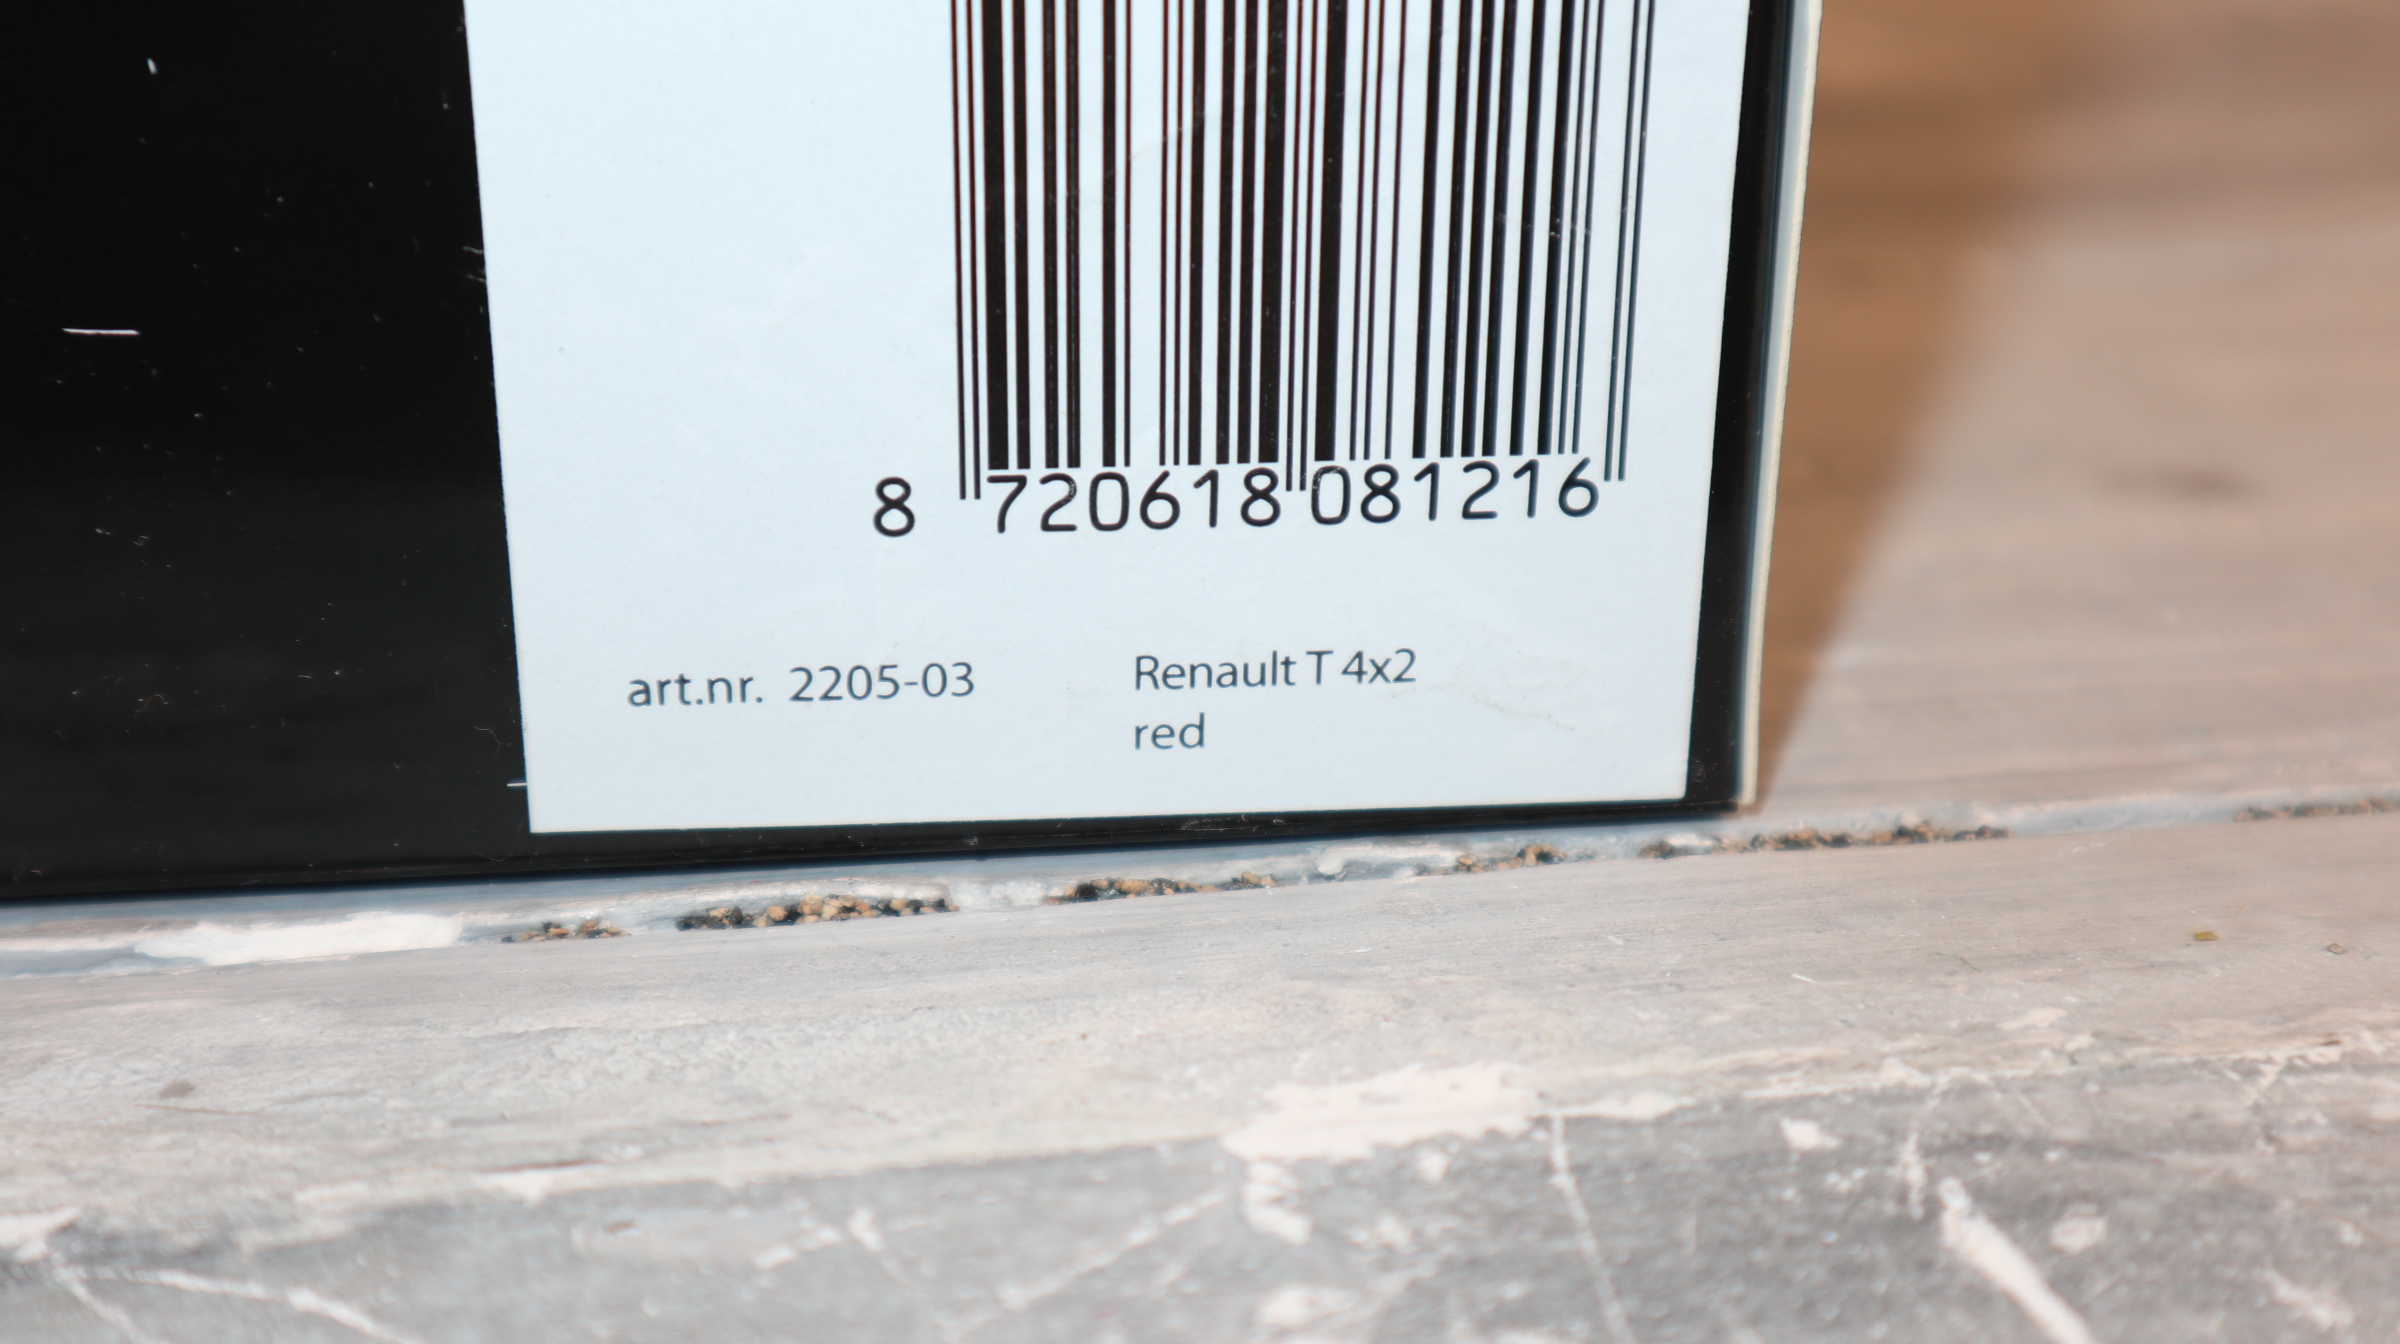 8 720618 081216
art.nr. 2205-03 Renault T 4x2
red